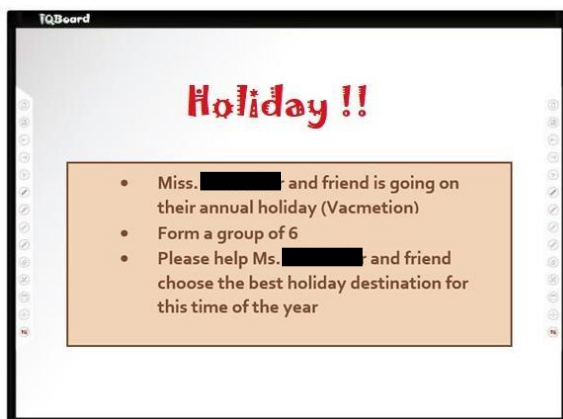 IQBoard
Holiday !!
• Miss. r and friend is going on
their annual holiday (Vacmetion)
• Form a group of 6
• Please help Ms. r and friend
choose the best holiday destination for
this time of the year